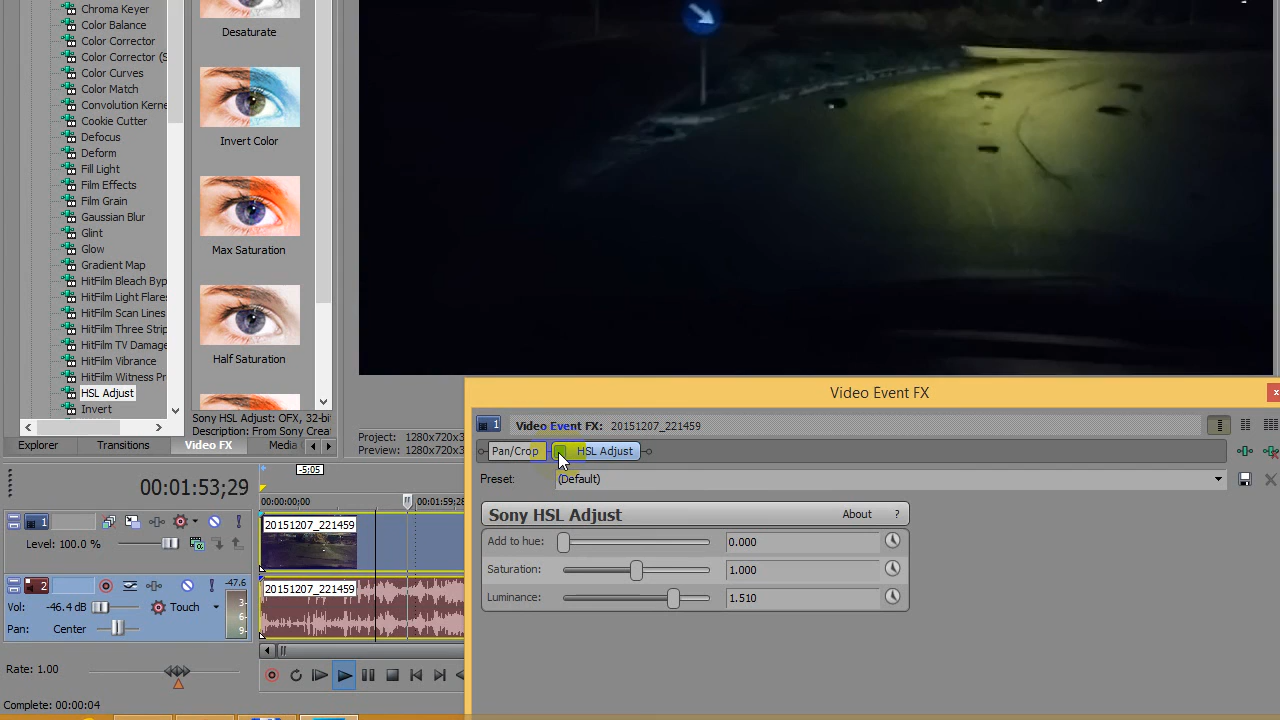 Chroma Keyer
Color Balance
Color Corrector
Color Corrector (S
Color Curves
Color Match
Convolution Kerne
Cookie Cutter
Defocus
Deform
Fill Light
Film Effects
Film Grain
Gaussian Blur
Glint
Glow
Gradient Map
HitFilm Bleach Byp
HitFilm Light Flares
HitFilm Scan Lines
HitFilm Three Strip
HitFilm TV Damage
HitFilm Vibrance
HitFilm Witness Pr
HSL Adjust
Invert
Desaturate
Invert Color
Max Saturation
Half Saturation
Sony HSL Adjust: OFX, 32-bit
Description: From Sony Crea
Explorer Transitions Video FX Media
Project: 1280x720x3
Preview: 1280x720x3
Video Event FX
1 Video Event FX: 20151207_221459
Pan/Crop HSL Adjust
Preset: (Default)
Sony HSL Adjust About ?
Add to hue: 0.000
Saturation: 1.000
Luminance: 1.510
-5;05
00:01:53;29
00:00:00;00 00:01:59;28
1 20151207_221459
Level: 100.0 %
2 -47.6 20151207_221459
Vol: -46.4 dB Touch 3-
6-
Pan: Center 9-
Rate: 1.00
Complete: 00:00:04